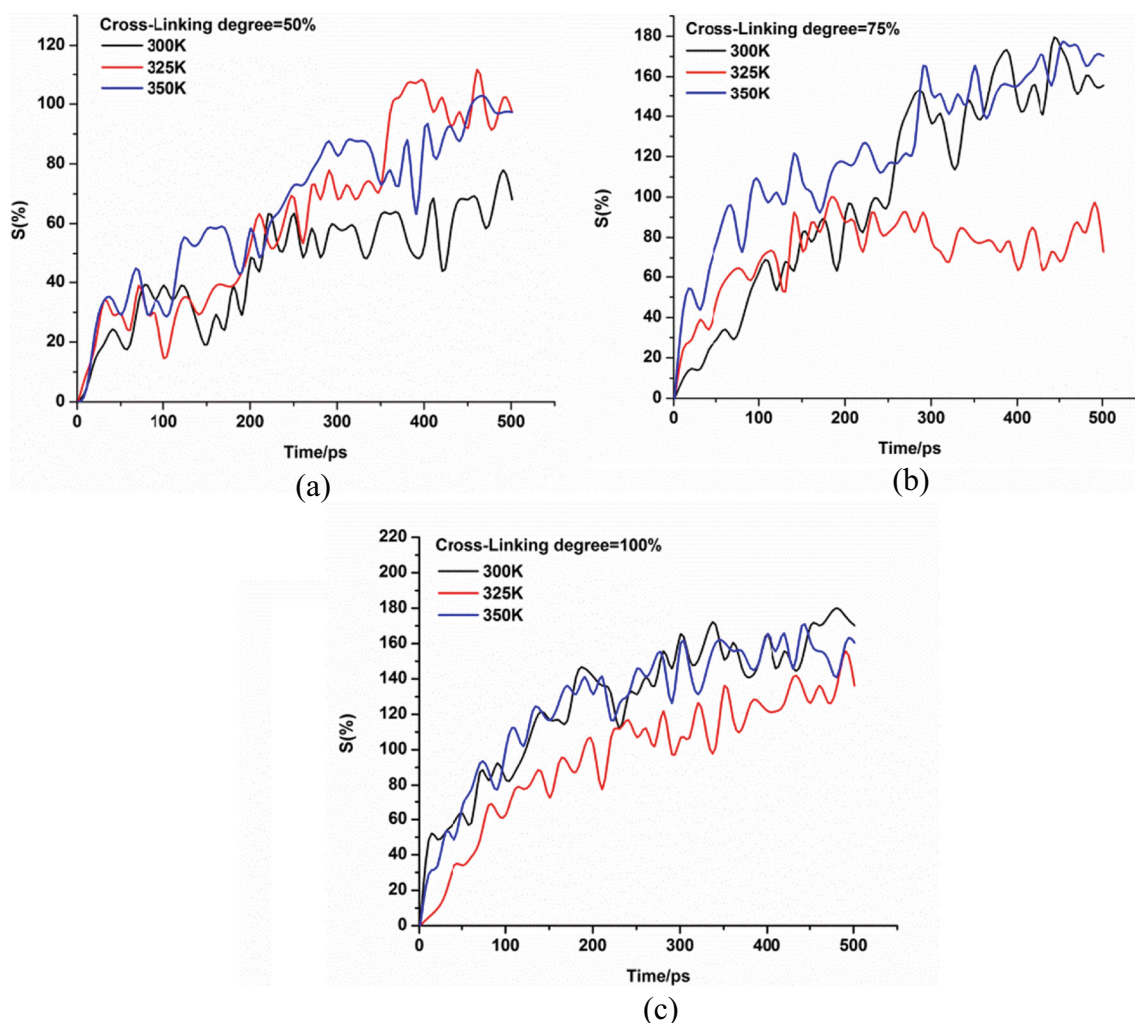 Cross-Linking degree=50%
300K
325K
350K
120
100
80
60
40
20
0
S(%)
0 100 200 300 400 500
Time/ps
(a)
Cross-Linking degree=75%
300K
325K
350K
180
160
140
120
100
80
60
40
20
0
S(%)
0 100 200 300 400 500
Time/ps
(b)
Cross-Linking degree=100%
300K
325K
350K
220
200
180
160
140
120
100
80
60
40
20
0
S(%)
0 100 200 300 400 500
Time/ps
(c)